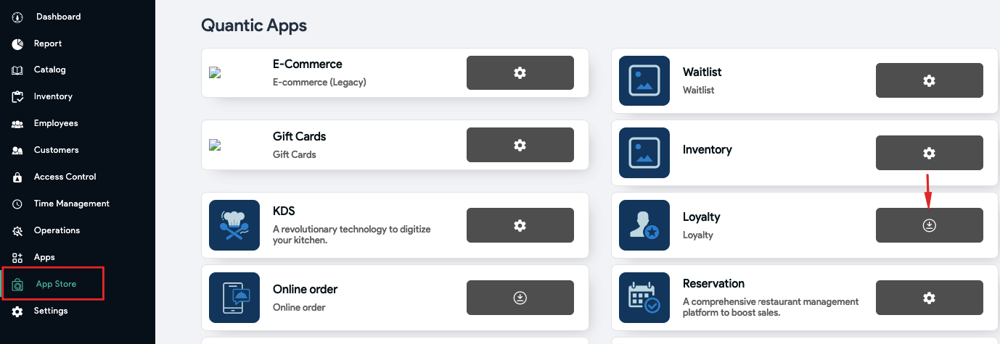 Dashboard
Report
Catalog
Inventory
Employees
Customers
Access Control
Time Management
Operations
Apps
App Store
Settings
Quantic Apps
E-Commerce
E-commerce (Legacy)
Waitlist
Waitlist
Gift Cards
Gift Cards
Inventory
KDS
A revolutionary technology to digitize
your kitchen.
Loyalty
Loyalty
Online order
Online order
Reservation
A comprehensive restaurant management
platform to boost sales.